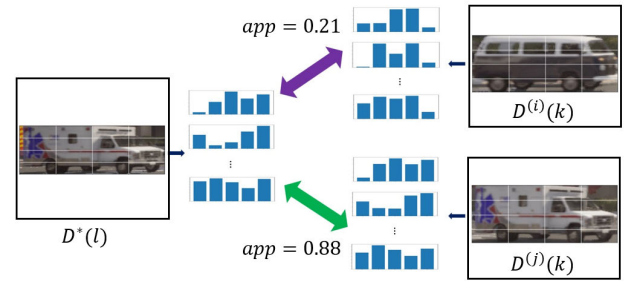 app = 0.21
D^{(i)}(k)
D^{*}(l)
app = 0.88
D^{(j)}(k)